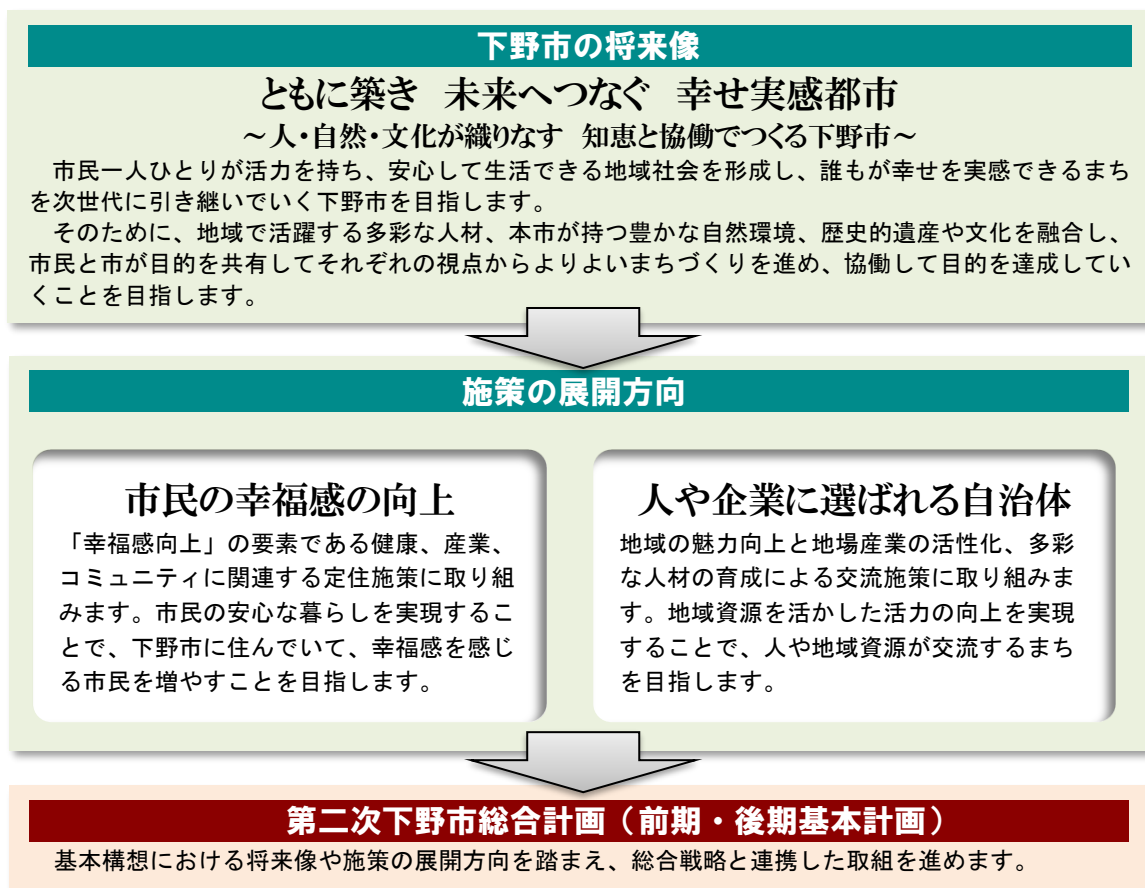 下野市の将来像
ともに築き 未来へつなぐ 幸せ実感都市
～人・自然・文化が織りなす 知恵と協働でつくる下野市～
市民一人ひとりが活力を持ち、安心して生活できる地域社会を形成し、誰もが幸せを実感できるまち
を次世代に引き継いでいく下野市を目指します。
そのために、地域で活躍する多彩な人材、本市が持つ豊かな自然環境、歴史的遺産や文化を融合し、
市民と市が目的を共有してそれぞれの視点からよりよいまちづくりを進め、協働して目的を達成してい
くことを目指します。
施策の展開方向
市民の幸福感の向上
「幸福感向上」の要素である健康、産業、
コミュニティに関連する定住施策に取り組
みます。市民の安心な暮らしを実現するこ
とで、下野市に住んでいて、幸福感を感じ
る市民を増やすことを目指します。
人や企業に選ばれる自治体
地域の魅力向上と地場産業の活性化、多彩
な人材の育成による交流施策に取り組みま
す。地域資源を活かした活力の向上を実現
することで、人や地域資源が交流するまち
を目指します。
第二次下野市総合計画（前期・後期基本計画）
基本構想における将来像や施策の展開方向を踏まえ、総合戦略と連携した取組を進めます。